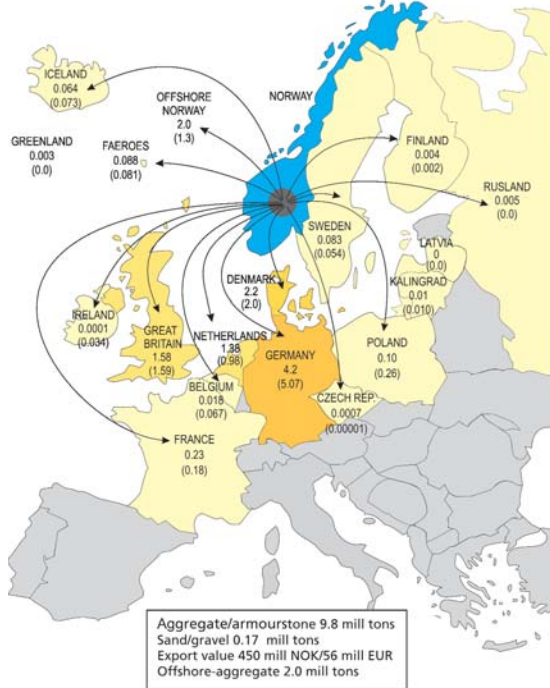 ICELAND
0.064
(0.073)
OFFSHORE
NORWAY
2.0
(1.3)
NORWAY
GREENLAND
0.003
(0.0)
FAEROES
0.088
(0.081)
FINLAND
0.004
(0.002)
RUSLAND
0.005
(0.0)
SWEDEN
0.083
(0.054)
LATVIA
0
(0.0)
KALINGRAD
0.01
(0.010)
DENMARK
2.2
(2.0)
IRELAND
0.0001
(0.034)
GREAT
BRITAIN
1.58
(1.59)
NETHERLANDS
1.38
(0.98)
GERMANY
4.2
(5.07)
POLAND
0.10
(0.26)
BELGIUM
0.018
(0.067)
CZECH REP.
0.0007
(0.00001)
FRANCE
0.23
(0.18)
Aggregate/armourstone 9.8 mill tons
Sand/gravel 0.17 mill tons
Export value 450 mill NOK/56 mill EUR
Offshore-aggregate 2.0 mill tons